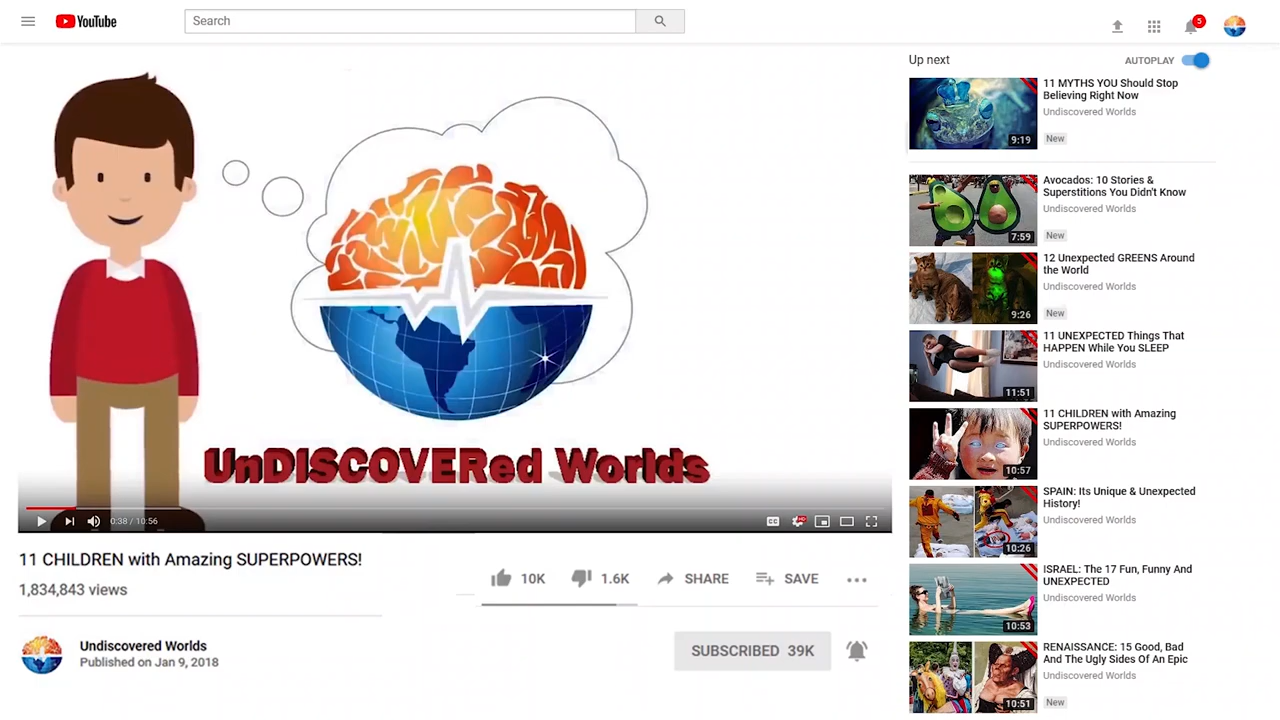 YouTube
Search
5
Up next
AUTOPLAY
11 MYTHS YOU Should Stop
Believing Right Now
Undiscovered Worlds
New
9:19
Avocados: 10 Stories &
Superstitions You Didn't Know
Undiscovered Worlds
New
7:59
12 Unexpected GREENS Around
the World
Undiscovered Worlds
New
9:26
11 UNEXPECTED Things That
HAPPEN While You SLEEP
Undiscovered Worlds
11:51
11 CHILDREN with Amazing
SUPERPOWERS!
Undiscovered Worlds
10:57
SPAIN: Its Unique & Unexpected
History!
Undiscovered Worlds
10:26
ISRAEL: The 17 Fun, Funny And
UNEXPECTED
Undiscovered Worlds
10:53
RENAISSANCE: 15 Good, Bad
And The Ugly Sides Of An Epic
Undiscovered Worlds
New
10:51
UnDISCOVERed Worlds
0:38 / 10:56
CC
HD
11 CHILDREN with Amazing SUPERPOWERS!
1,834,843 views
10K
1.6K
SHARE
SAVE
Undiscovered Worlds
Published on Jan 9, 2018
SUBSCRIBED 39K